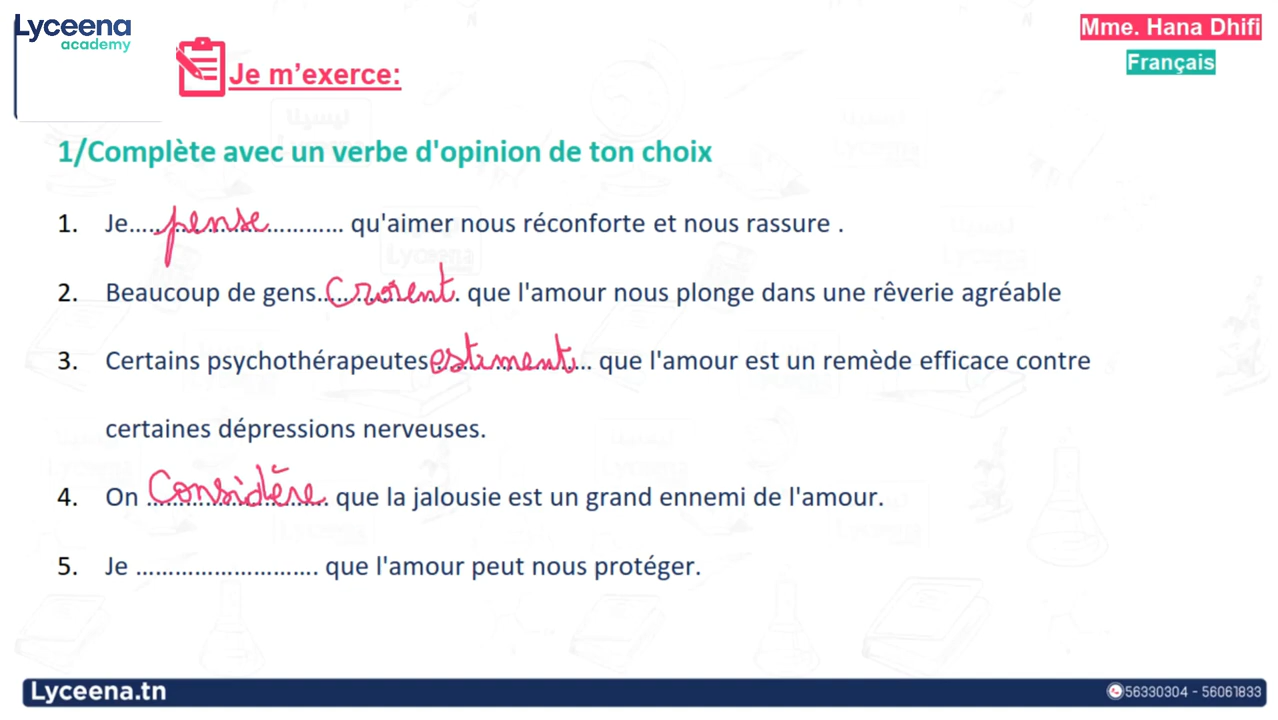 Lyceena
academy
Mme. Hana Dhifi
Français
Je m'exerce:
1/Complète avec un verbe d'opinion de ton choix
1. Je.....pense............ qu'aimer nous réconforte et nous rassure .
2. Beaucoup de gens...croient... que l'amour nous plonge dans une rêverie agréable
3. Certains psychothérapeutes estiment... que l'amour est un remède efficace contre
certaines dépressions nerveuses.
4. On Considère. que la jalousie est un grand ennemi de l'amour.
5. Je ............................ que l'amour peut nous protéger.
Lyceena.tn
56330304 - 56061833